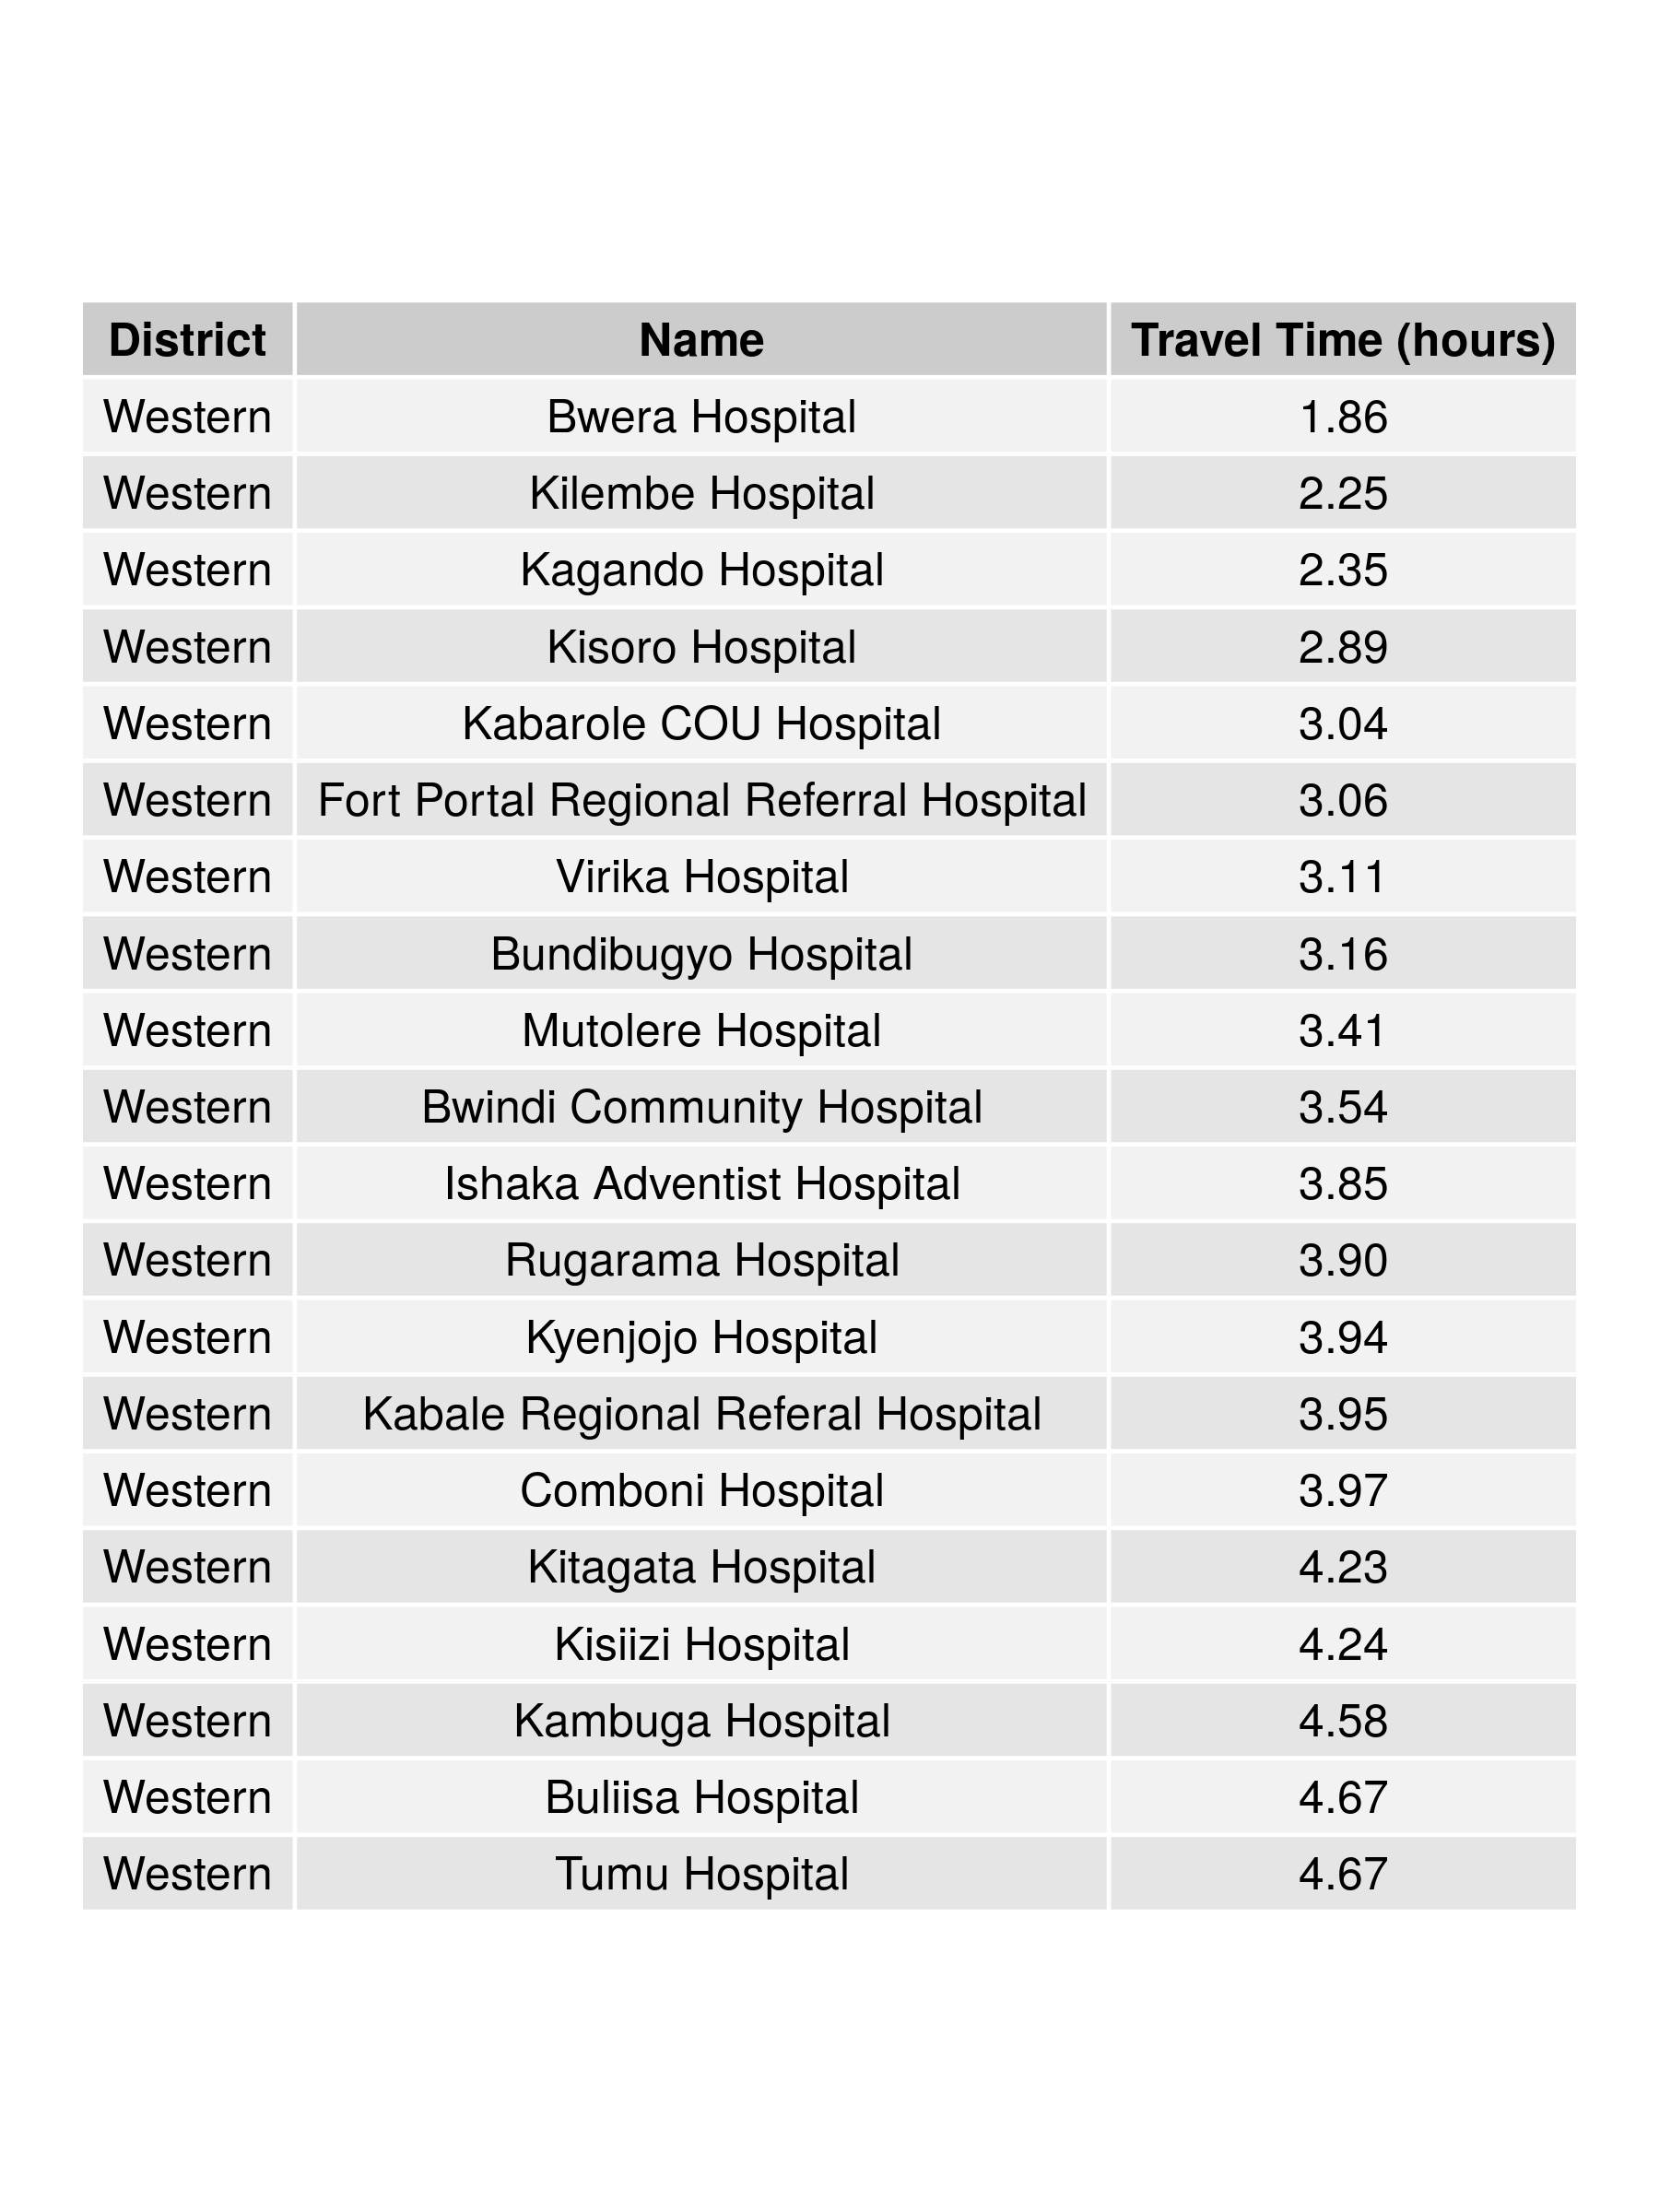 District Name Travel Time (hours)
Western Bwera Hospital 1.86
Western Kilembe Hospital 2.25
Western Kagando Hospital 2.35
Western Kisoro Hospital 2.89
Western Kabarole COU Hospital 3.04
Western Fort Portal Regional Referral Hospital 3.06
Western Virika Hospital 3.11
Western Bundibugyo Hospital 3.16
Western Mutolere Hospital 3.41
Western Bwindi Community Hospital 3.54
Western Ishaka Adventist Hospital 3.85
Western Rugarama Hospital 3.90
Western Kyenjojo Hospital 3.94
Western Kabale Regional Referal Hospital 3.95
Western Comboni Hospital 3.97
Western Kitagata Hospital 4.23
Western Kisiizi Hospital 4.24
Western Kambuga Hospital 4.58
Western Buliisa Hospital 4.67
Western Tumu Hospital 4.67